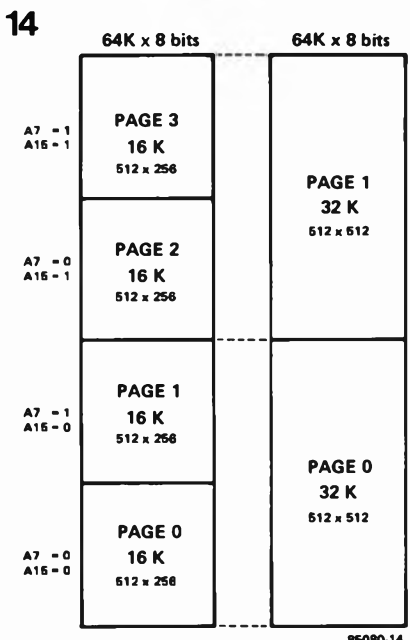 14
64K x 8 bits
64K x 8 bits
A7 = 1
A15 = 1
PAGE 3
16 K
512 x 256
A7 = 0
A15 = 1
PAGE 2
16 K
512 x 256
PAGE 1
32 K
512 x 512
A7 = 1
A15 = 0
PAGE 1
16 K
512 x 256
A7 = 0
A15 = 0
PAGE 0
16 K
512 x 256
PAGE 0
32 K
512 x 512
85080-14